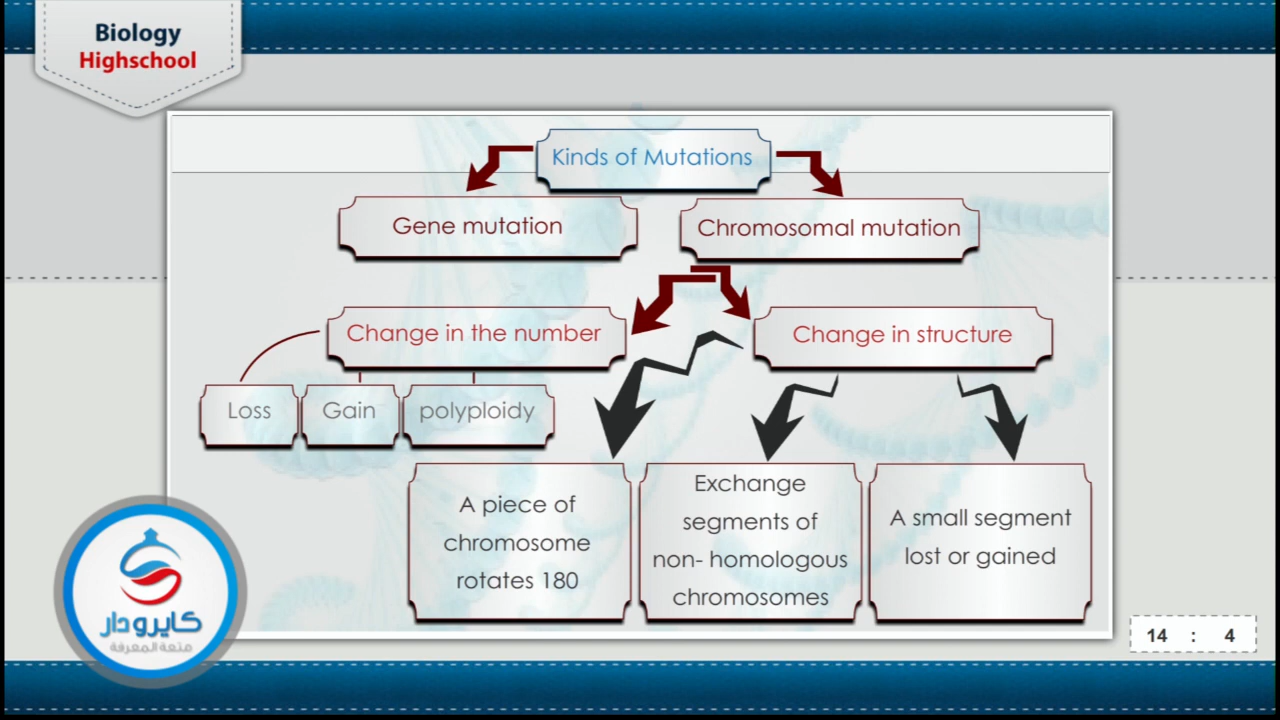 Biology
Highschool
Kinds of Mutations
Gene mutation
Chromosomal mutation
Change in the number
Change in structure
Loss
Gain
polyploidy
A piece of
chromosome
rotates 180
Exchange
segments of
non- homologous
chromosomes
A small segment
lost or gained
كايرودار
متعة المعرفة
14 : 4